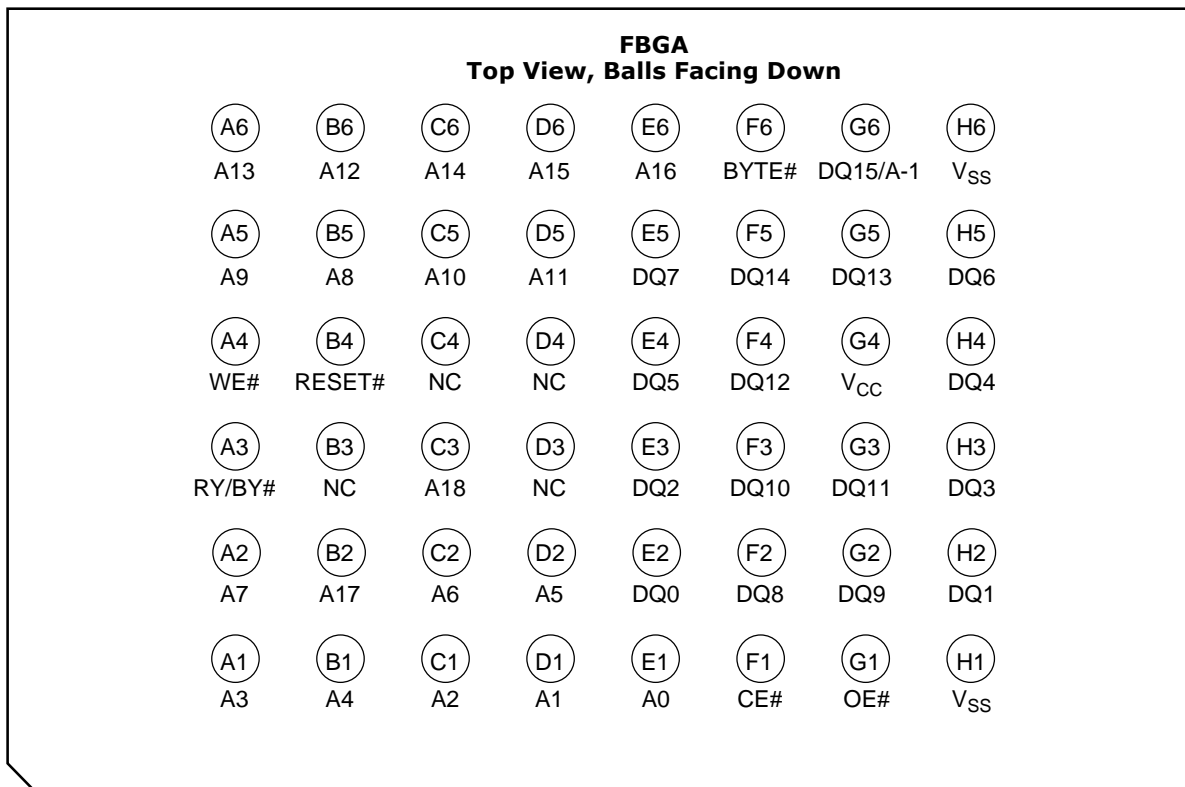 FBGA
Top View, Balls Facing Down
A6 B6 C6 D6 E6 F6 G6 H6
A13 A12 A14 A15 A16 BYTE# DQ15/A-1 VSS
A5 B5 C5 D5 E5 F5 G5 H5
A9 A8 A10 A11 DQ7 DQ14 DQ13 DQ6
A4 B4 C4 D4 E4 F4 G4 H4
WE# RESET# NC NC DQ5 DQ12 VCC DQ4
A3 B3 C3 D3 E3 F3 G3 H3
RY/BY# NC A18 NC DQ2 DQ10 DQ11 DQ3
A2 B2 C2 D2 E2 F2 G2 H2
A7 A17 A6 A5 DQ0 DQ8 DQ9 DQ1
A1 B1 C1 D1 E1 F1 G1 H1
A3 A4 A2 A1 A0 CE# OE# VSS